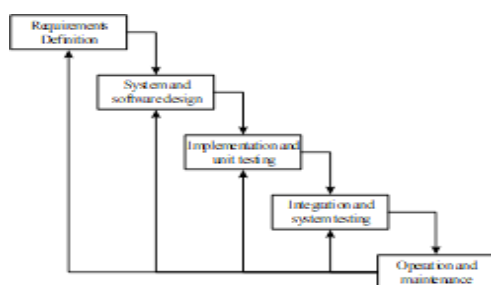 Requirements
Definition
System and
software design
Implementation and
unit testing
Integration and
system testing
Operation and
maintenance